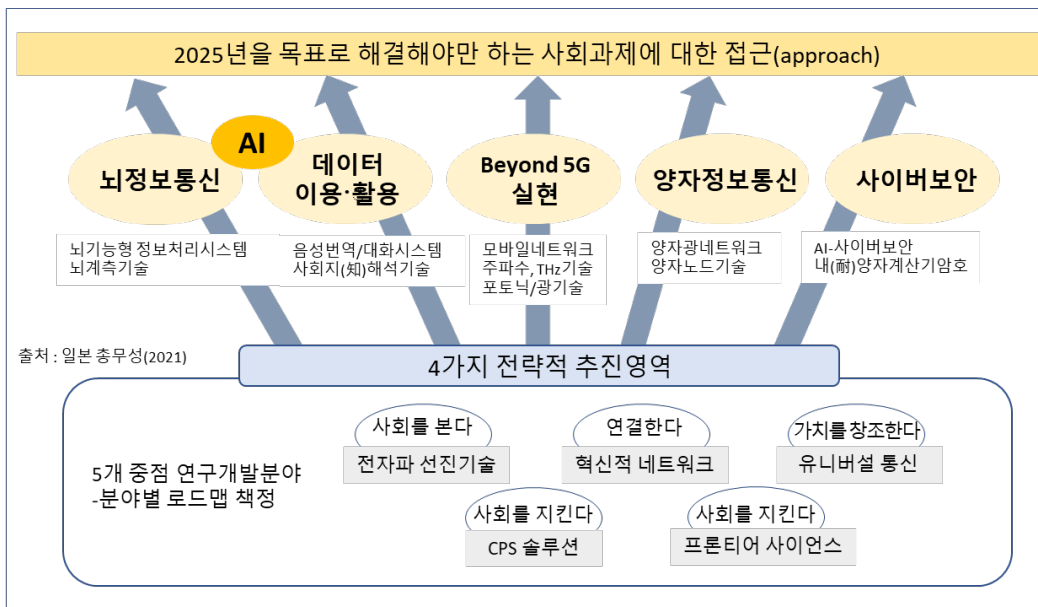 2025년을 목표로 해결해야만 하는 사회과제에 대한 접근(approach)
AI
뇌정보통신
데이터
이용·활용
Beyond 5G
실현
양자정보통신
사이버보안
뇌기능형 정보처리시스템
뇌계측기술
음성번역/대화시스템
사회지(知)해석기술
모바일네트워크
주파수, THz기술
포토닉/광기술
양자광네트워크
양자노드기술
AI-사이버보안
내(耐)양자계산기암호
출처 : 일본 총무성(2021)
4가지 전략적 추진영역
5개 중점 연구개발분야
-분야별 로드맵 책정
사회를 본다
전자파 선진기술
연결한다
혁신적 네트워크
가치를 창조한다
유니버설 통신
사회를 지킨다
CPS 솔루션
사회를 지킨다
프론티어 사이언스